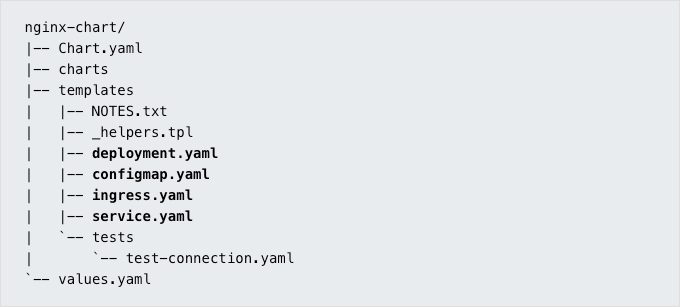 nginx-chart/
|-- Chart.yaml
|-- charts
|-- templates
|   |-- NOTES.txt
|   |-- _helpers.tpl
|   |-- deployment.yaml
|   |-- configmap.yaml
|   |-- ingress.yaml
|   |-- service.yaml
|   `-- tests
|       `-- test-connection.yaml
`-- values.yaml